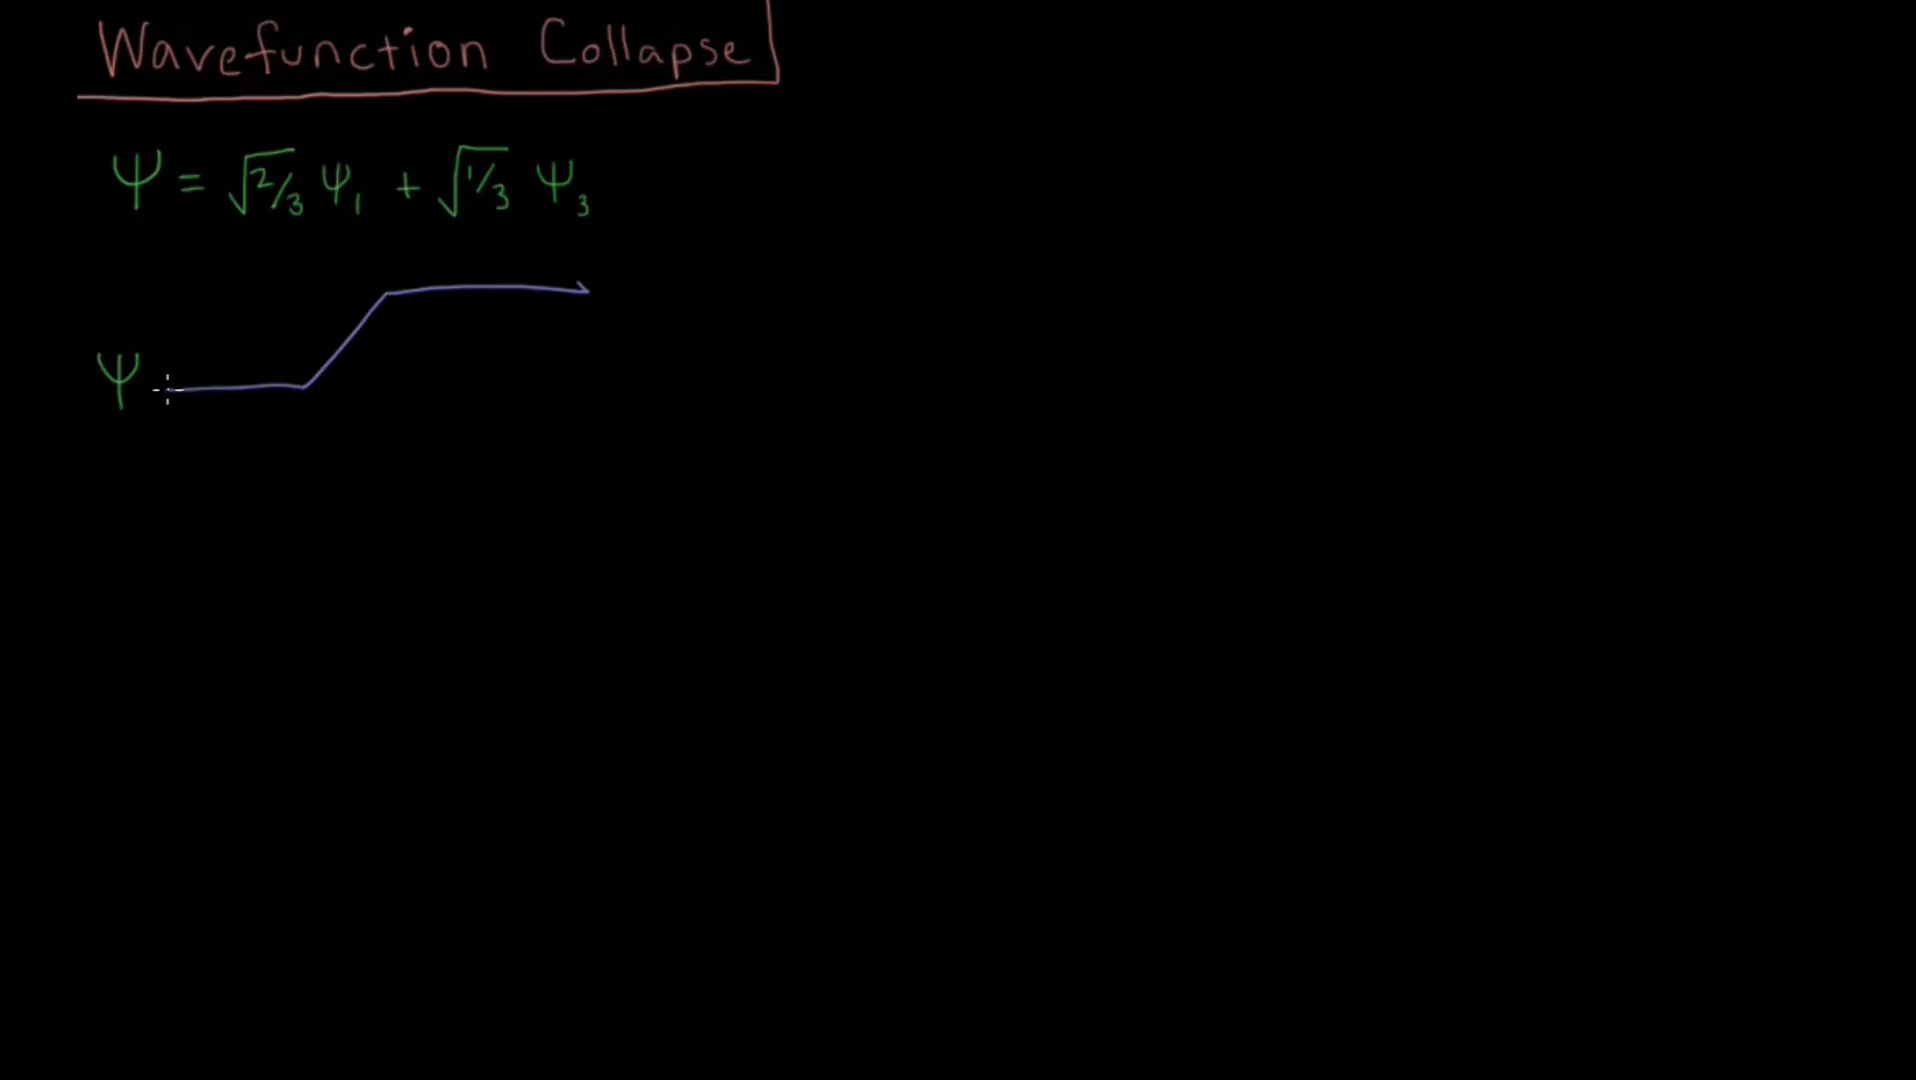 Wavefunction Collapse
Ψ = √2/3 Ψ₁ + √1/3 Ψ₃
Ψ